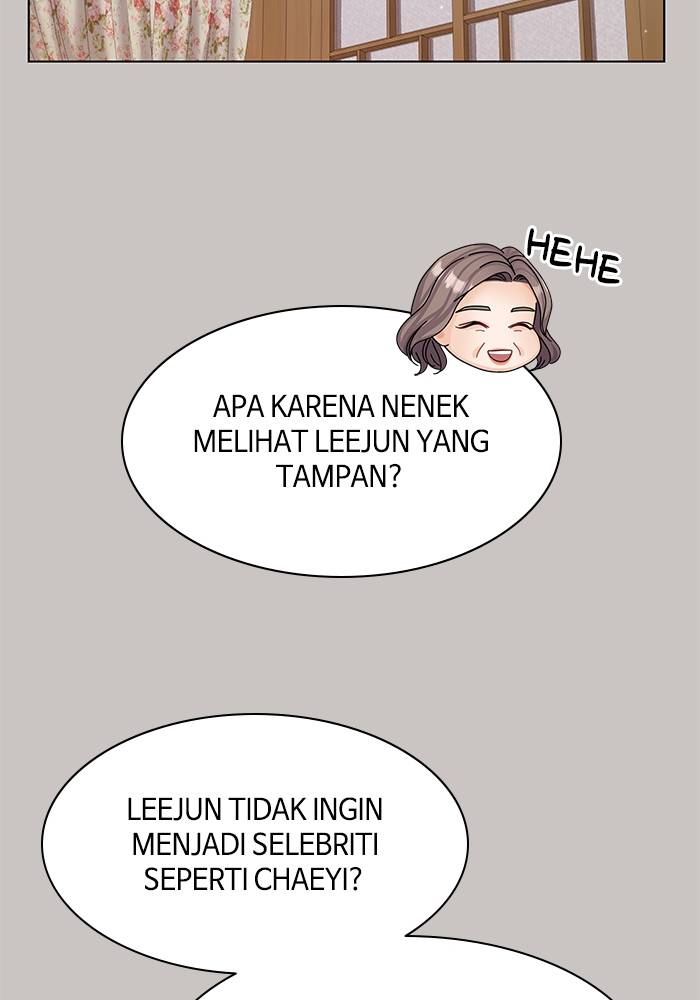 HEHE
APA KARENA NENEK
MELIHAT LEEJUN YANG
TAMPAN?
LEEJUN TIDAK INGIN
MENJADI SELEBRITI
SEPERTI CHAEYI?